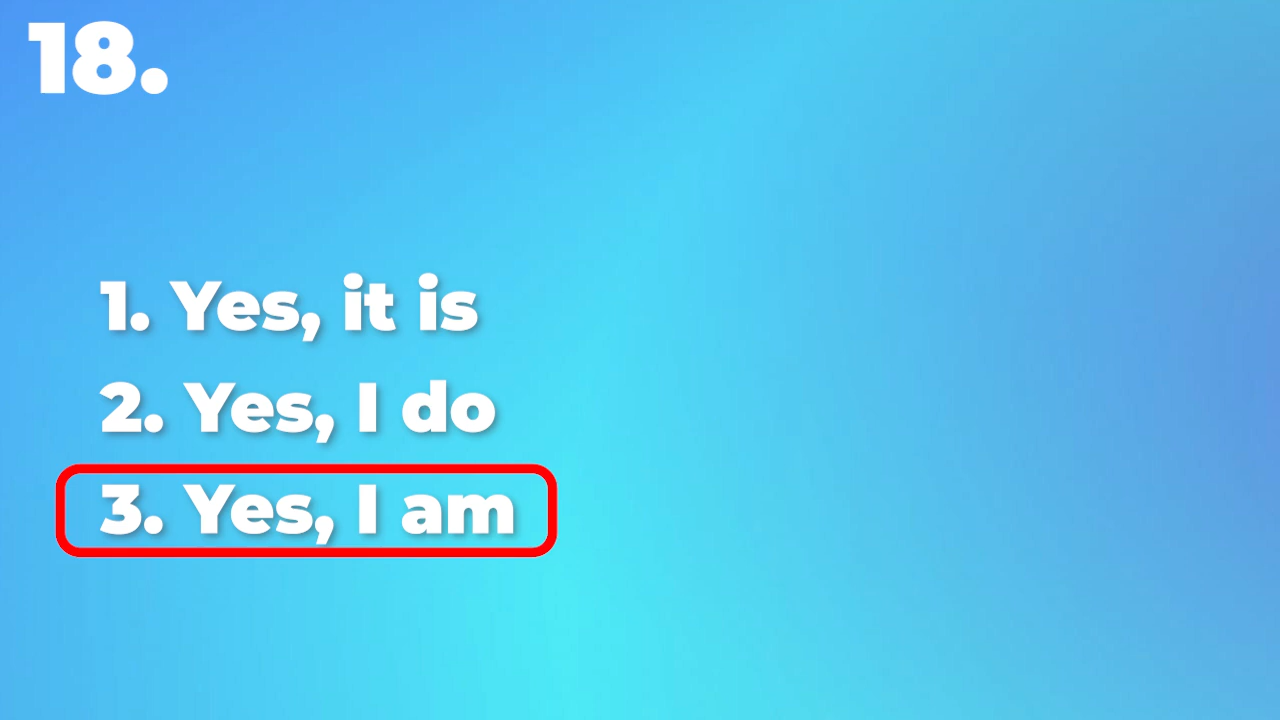 18.
1. Yes, it is
2. Yes, I do
3. Yes, I am